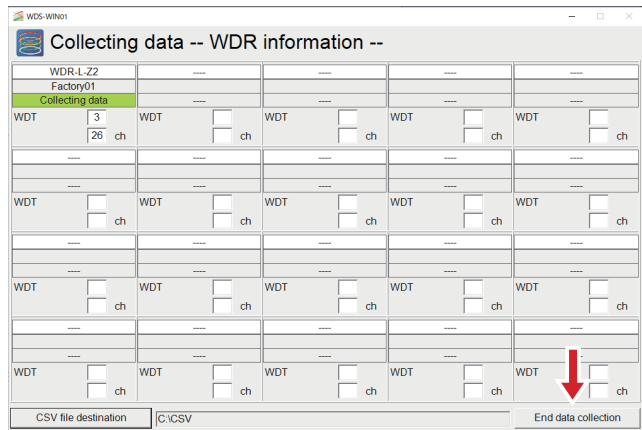 WDS-WIN01
Collecting data -- WDR information --
WDR-L-Z2 ---- ---- ---- ----
Factory01
Collecting data ---- ---- ---- ----
WDT 3 WDT WDT WDT WDT
26 ch ch ch ch ch
---- ---- ---- ---- ----
---- ---- ---- ---- ----
WDT WDT WDT WDT WDT
ch ch ch ch ch
---- ---- ---- ---- ----
---- ---- ---- ---- ----
WDT WDT WDT WDT WDT
ch ch ch ch ch
---- ---- ---- ---- ----
---- ---- ---- ---- ----
WDT WDT WDT WDT WDT
ch ch ch ch ch
CSV file destination C:\CSV End data collection